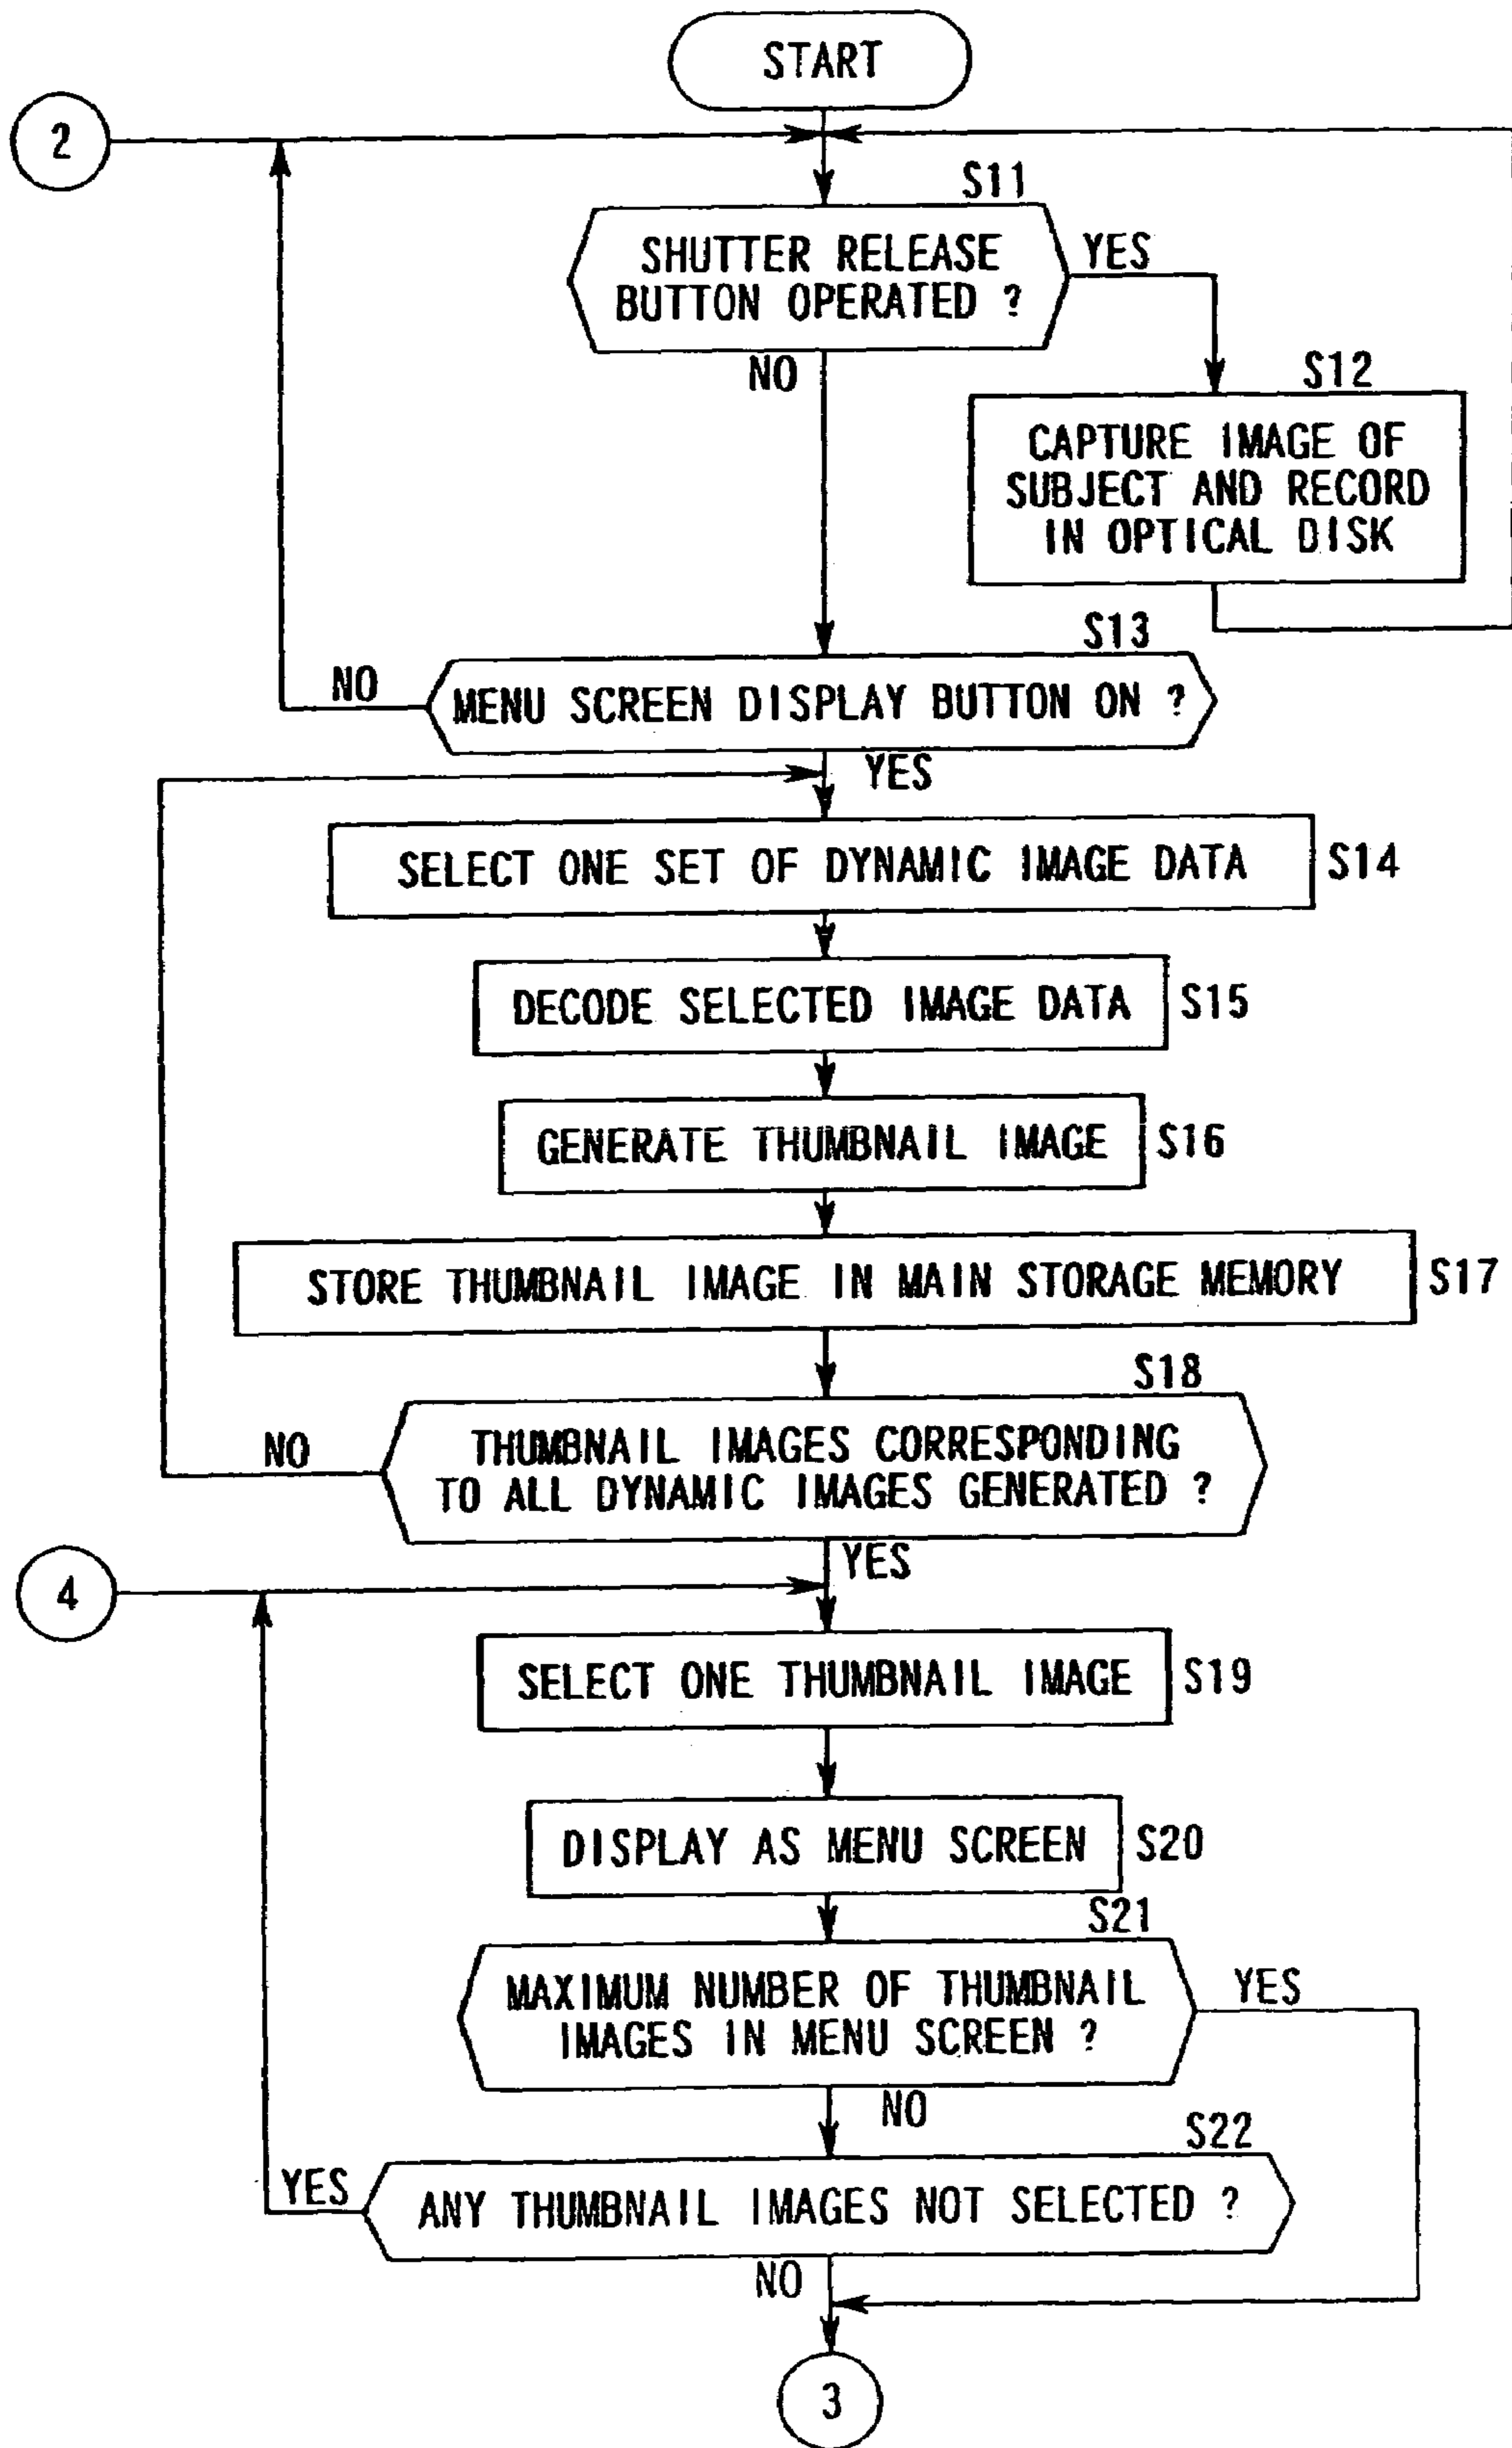 START
2
S11
SHUTTER RELEASE
BUTTON OPERATED ?
YES
NO
S12
CAPTURE IMAGE OF
SUBJECT AND RECORD
IN OPTICAL DISK
S13
NO
MENU SCREEN DISPLAY BUTTON ON ?
YES
SELECT ONE SET OF DYNAMIC IMAGE DATA
S14
DECODE SELECTED IMAGE DATA
S15
GENERATE THUMBNAIL IMAGE
S16
STORE THUMBNAIL IMAGE IN MAIN STORAGE MEMORY
S17
S18
NO
THUMBNAIL IMAGES CORRESPONDING
TO ALL DYNAMIC IMAGES GENERATED ?
YES
4
SELECT ONE THUMBNAIL IMAGE
S19
DISPLAY AS MENU SCREEN
S20
S21
MAXIMUM NUMBER OF THUMBNAIL
IMAGES IN MENU SCREEN ?
YES
NO
S22
YES
ANY THUMBNAIL IMAGES NOT SELECTED ?
NO
3